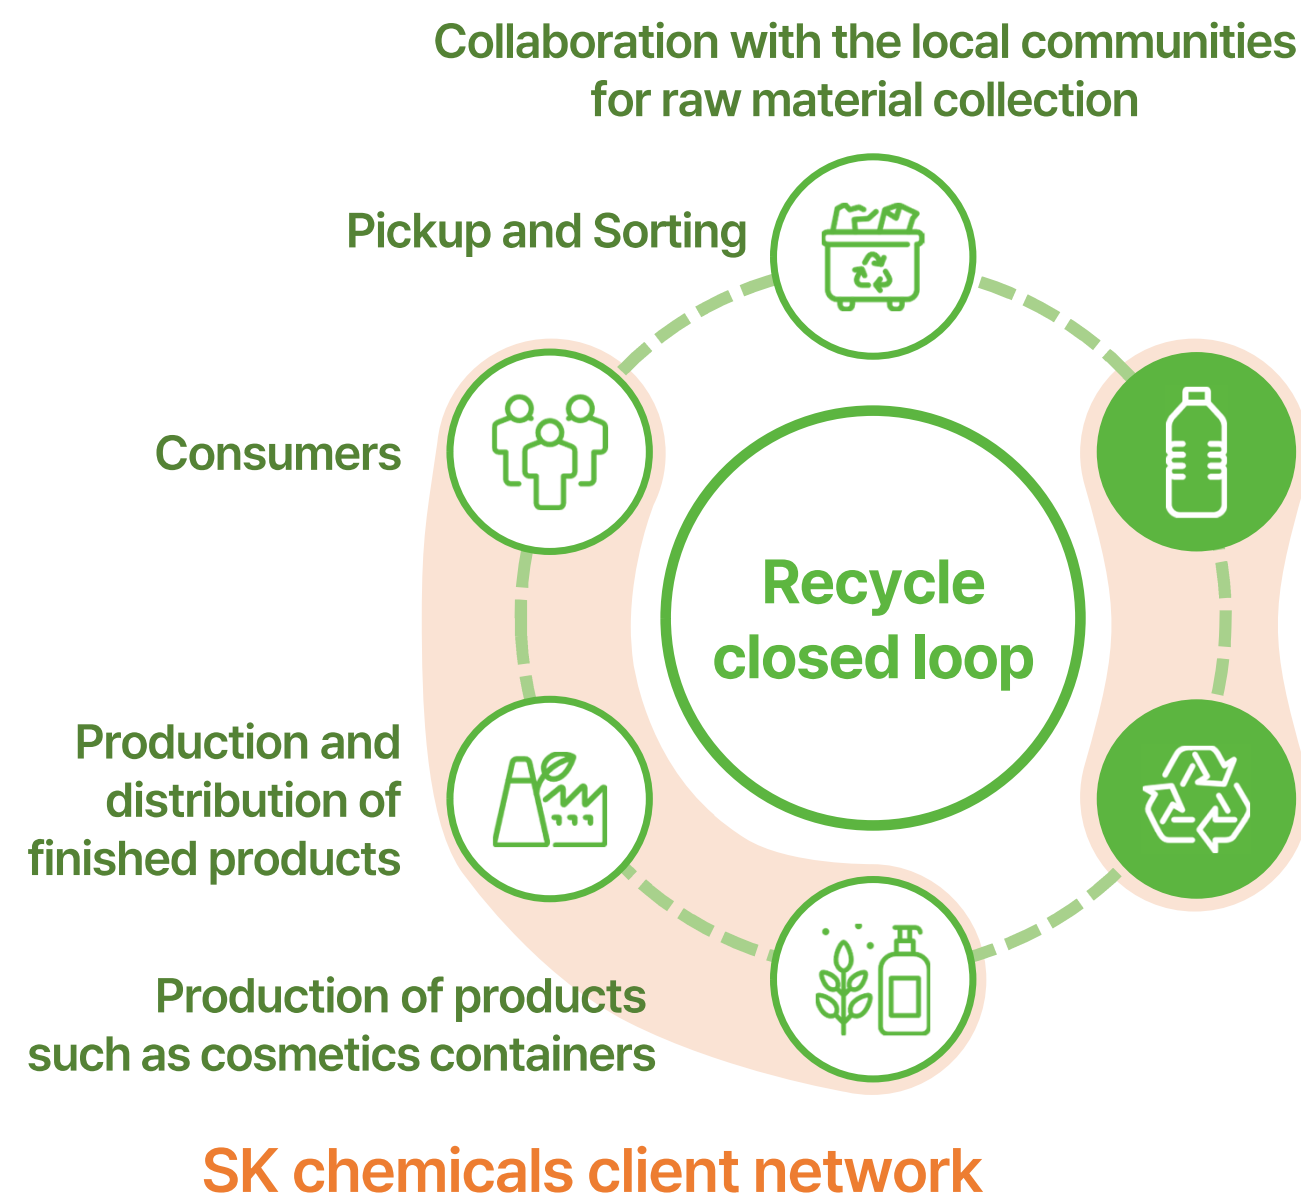 Collaboration with the local communities
for raw material collection
Pickup and Sorting
Consumers
Recycle
closed loop
Production and
distribution of
finished products
Production of products
such as cosmetics containers
SK chemicals client network